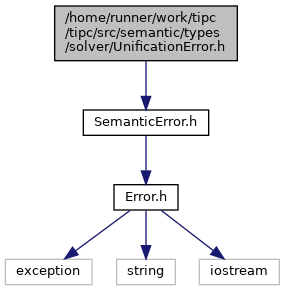 /home/runner/work/tipc
/tipc/src/semantic/types
/solver/UnificationError.h
SemanticError.h
Error.h
exception
string
iostream